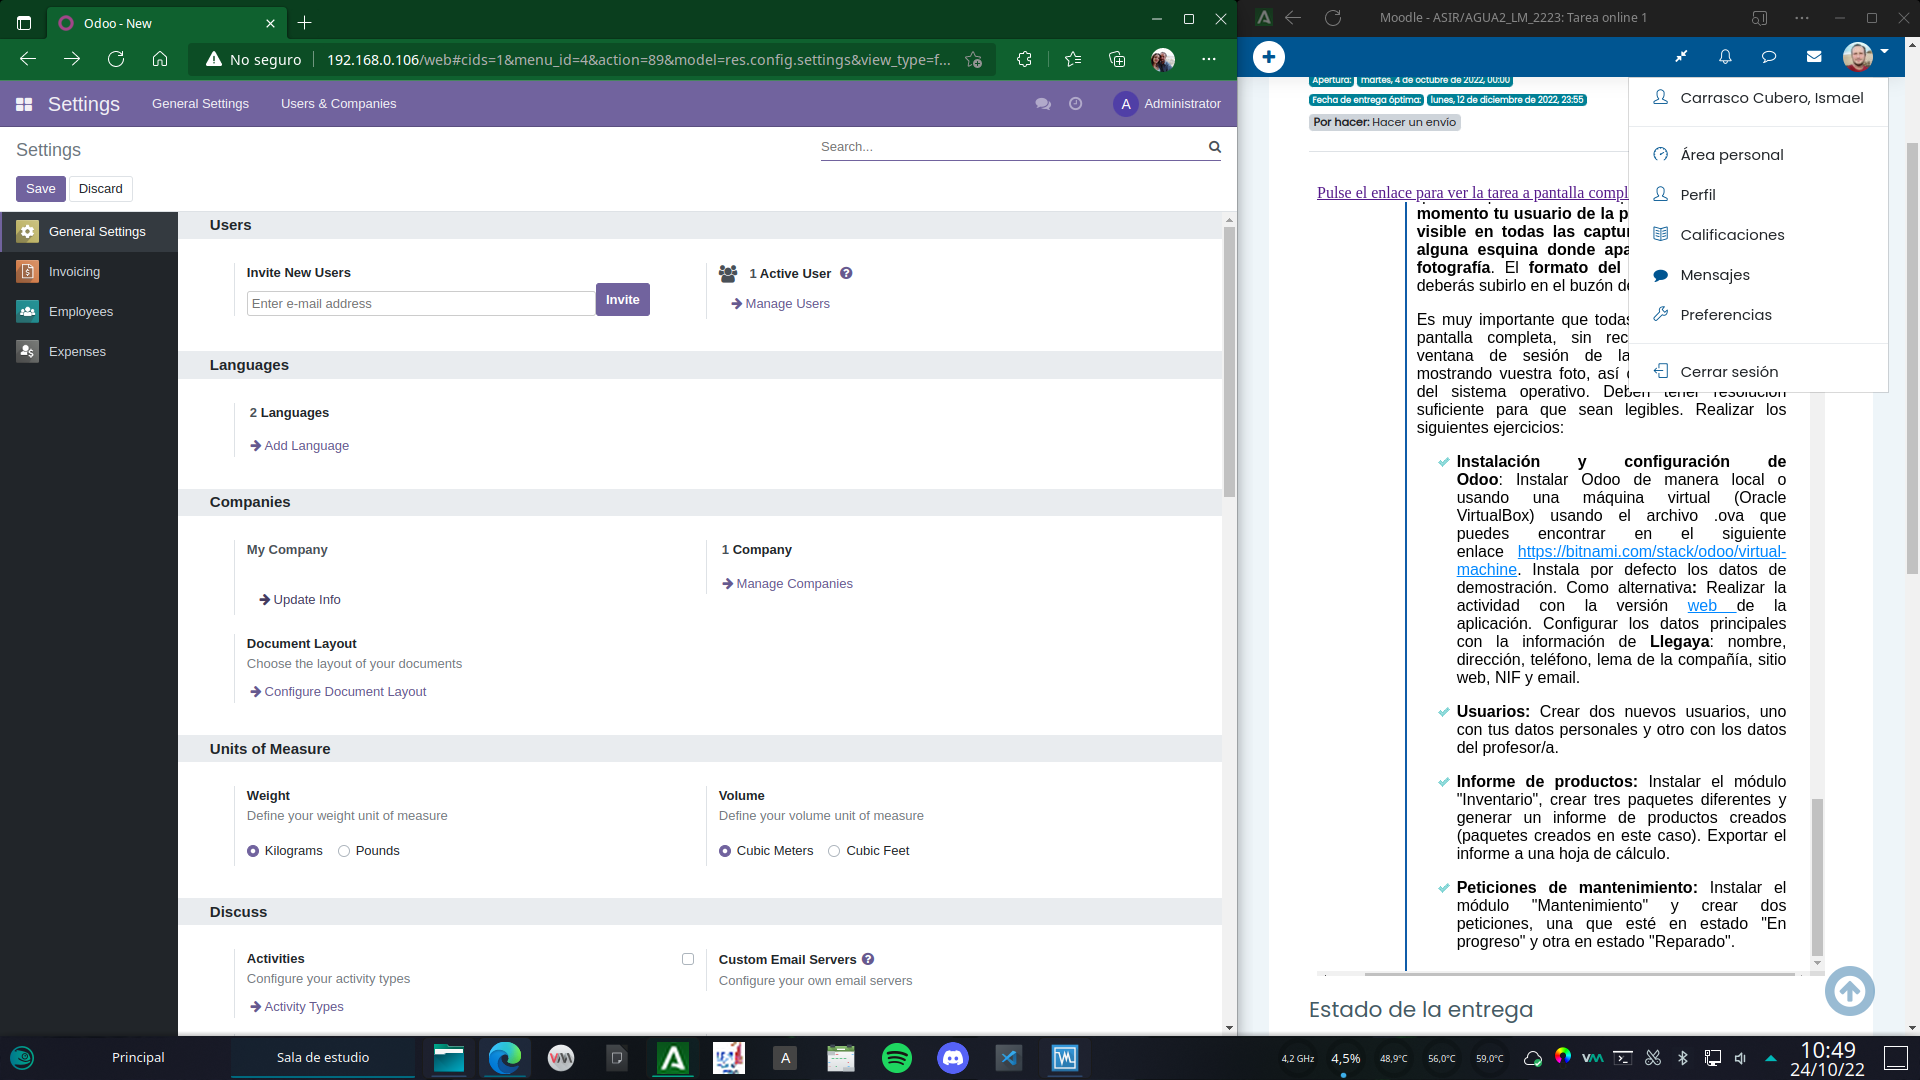 Odoo - New
No seguro
192.168.0.106/web#cids=1&menu_id=4&action=89&model=res.config.settings&view_type=f...
Settings
General Settings
Users & Companies
A
Administrator
Settings
Search...
Save
Discard
General Settings
Invoicing
Employees
Expenses
Users
Invite New Users
Enter e-mail address
Invite
1 Active User
Manage Users
Languages
2 Languages
Add Language
Companies
My Company
Update Info
1 Company
Manage Companies
Document Layout
Choose the layout of your documents
Configure Document Layout
Units of Measure
Weight
Define your weight unit of measure
Kilograms
Pounds
Volume
Define your volume unit of measure
Cubic Meters
Cubic Feet
Discuss
Activities
Configure your activity types
Activity Types
Custom Email Servers
Configure your own email servers
Moodle - ASIR/AGUA2_LM_2223: Tarea online 1
Apertura: martes, 4 de octubre de 2022, 00:00
Fecha de entrega óptima: lunes, 12 de diciembre de 2022, 23:55
Por hacer: Hacer un envío
Carrasco Cubero, Ismael
Área personal
Perfil
Calificaciones
Mensajes
Preferencias
Cerrar sesión
Pulse el enlace para ver la tarea a pantalla compl
momento tu usuario de la p
visible en todas las captur
alguna esquina donde apa
fotografía. El formato del
deberás subirlo en el buzón de
Es muy importante que todas
pantalla completa, sin rec
ventana de sesión de la
mostrando vuestra foto, así
del sistema operativo. Deben tener resolución
suficiente para que sean legibles. Realizar los
siguientes ejercicios:
Instalación y configuración de
Odoo: Instalar Odoo de manera local o
usando una máquina virtual (Oracle
VirtualBox) usando el archivo .ova que
puedes encontrar en el siguiente
enlace https://bitnami.com/stack/odoo/virtual-
machine. Instala por defecto los datos de
demostración. Como alternativa: Realizar la
actividad con la versión web de la
aplicación. Configurar los datos principales
con la información de Llegaya: nombre,
dirección, teléfono, lema de la compañía, sitio
web, NIF y email.
Usuarios: Crear dos nuevos usuarios, uno
con tus datos personales y otro con los datos
del profesor/a.
Informe de productos: Instalar el módulo
"Inventario", crear tres paquetes diferentes y
generar un informe de productos creados
(paquetes creados en este caso). Exportar el
informe a una hoja de cálculo.
Peticiones de mantenimiento: Instalar el
módulo "Mantenimiento" y crear dos
peticiones, una que esté en estado "En
progreso" y otra en estado "Reparado".
Estado de la entrega
Principal
Sala de estudio
A
4,2 GHz
4,5%
48,9°C
56,0°C
59,0°C
10:49
24/10/22